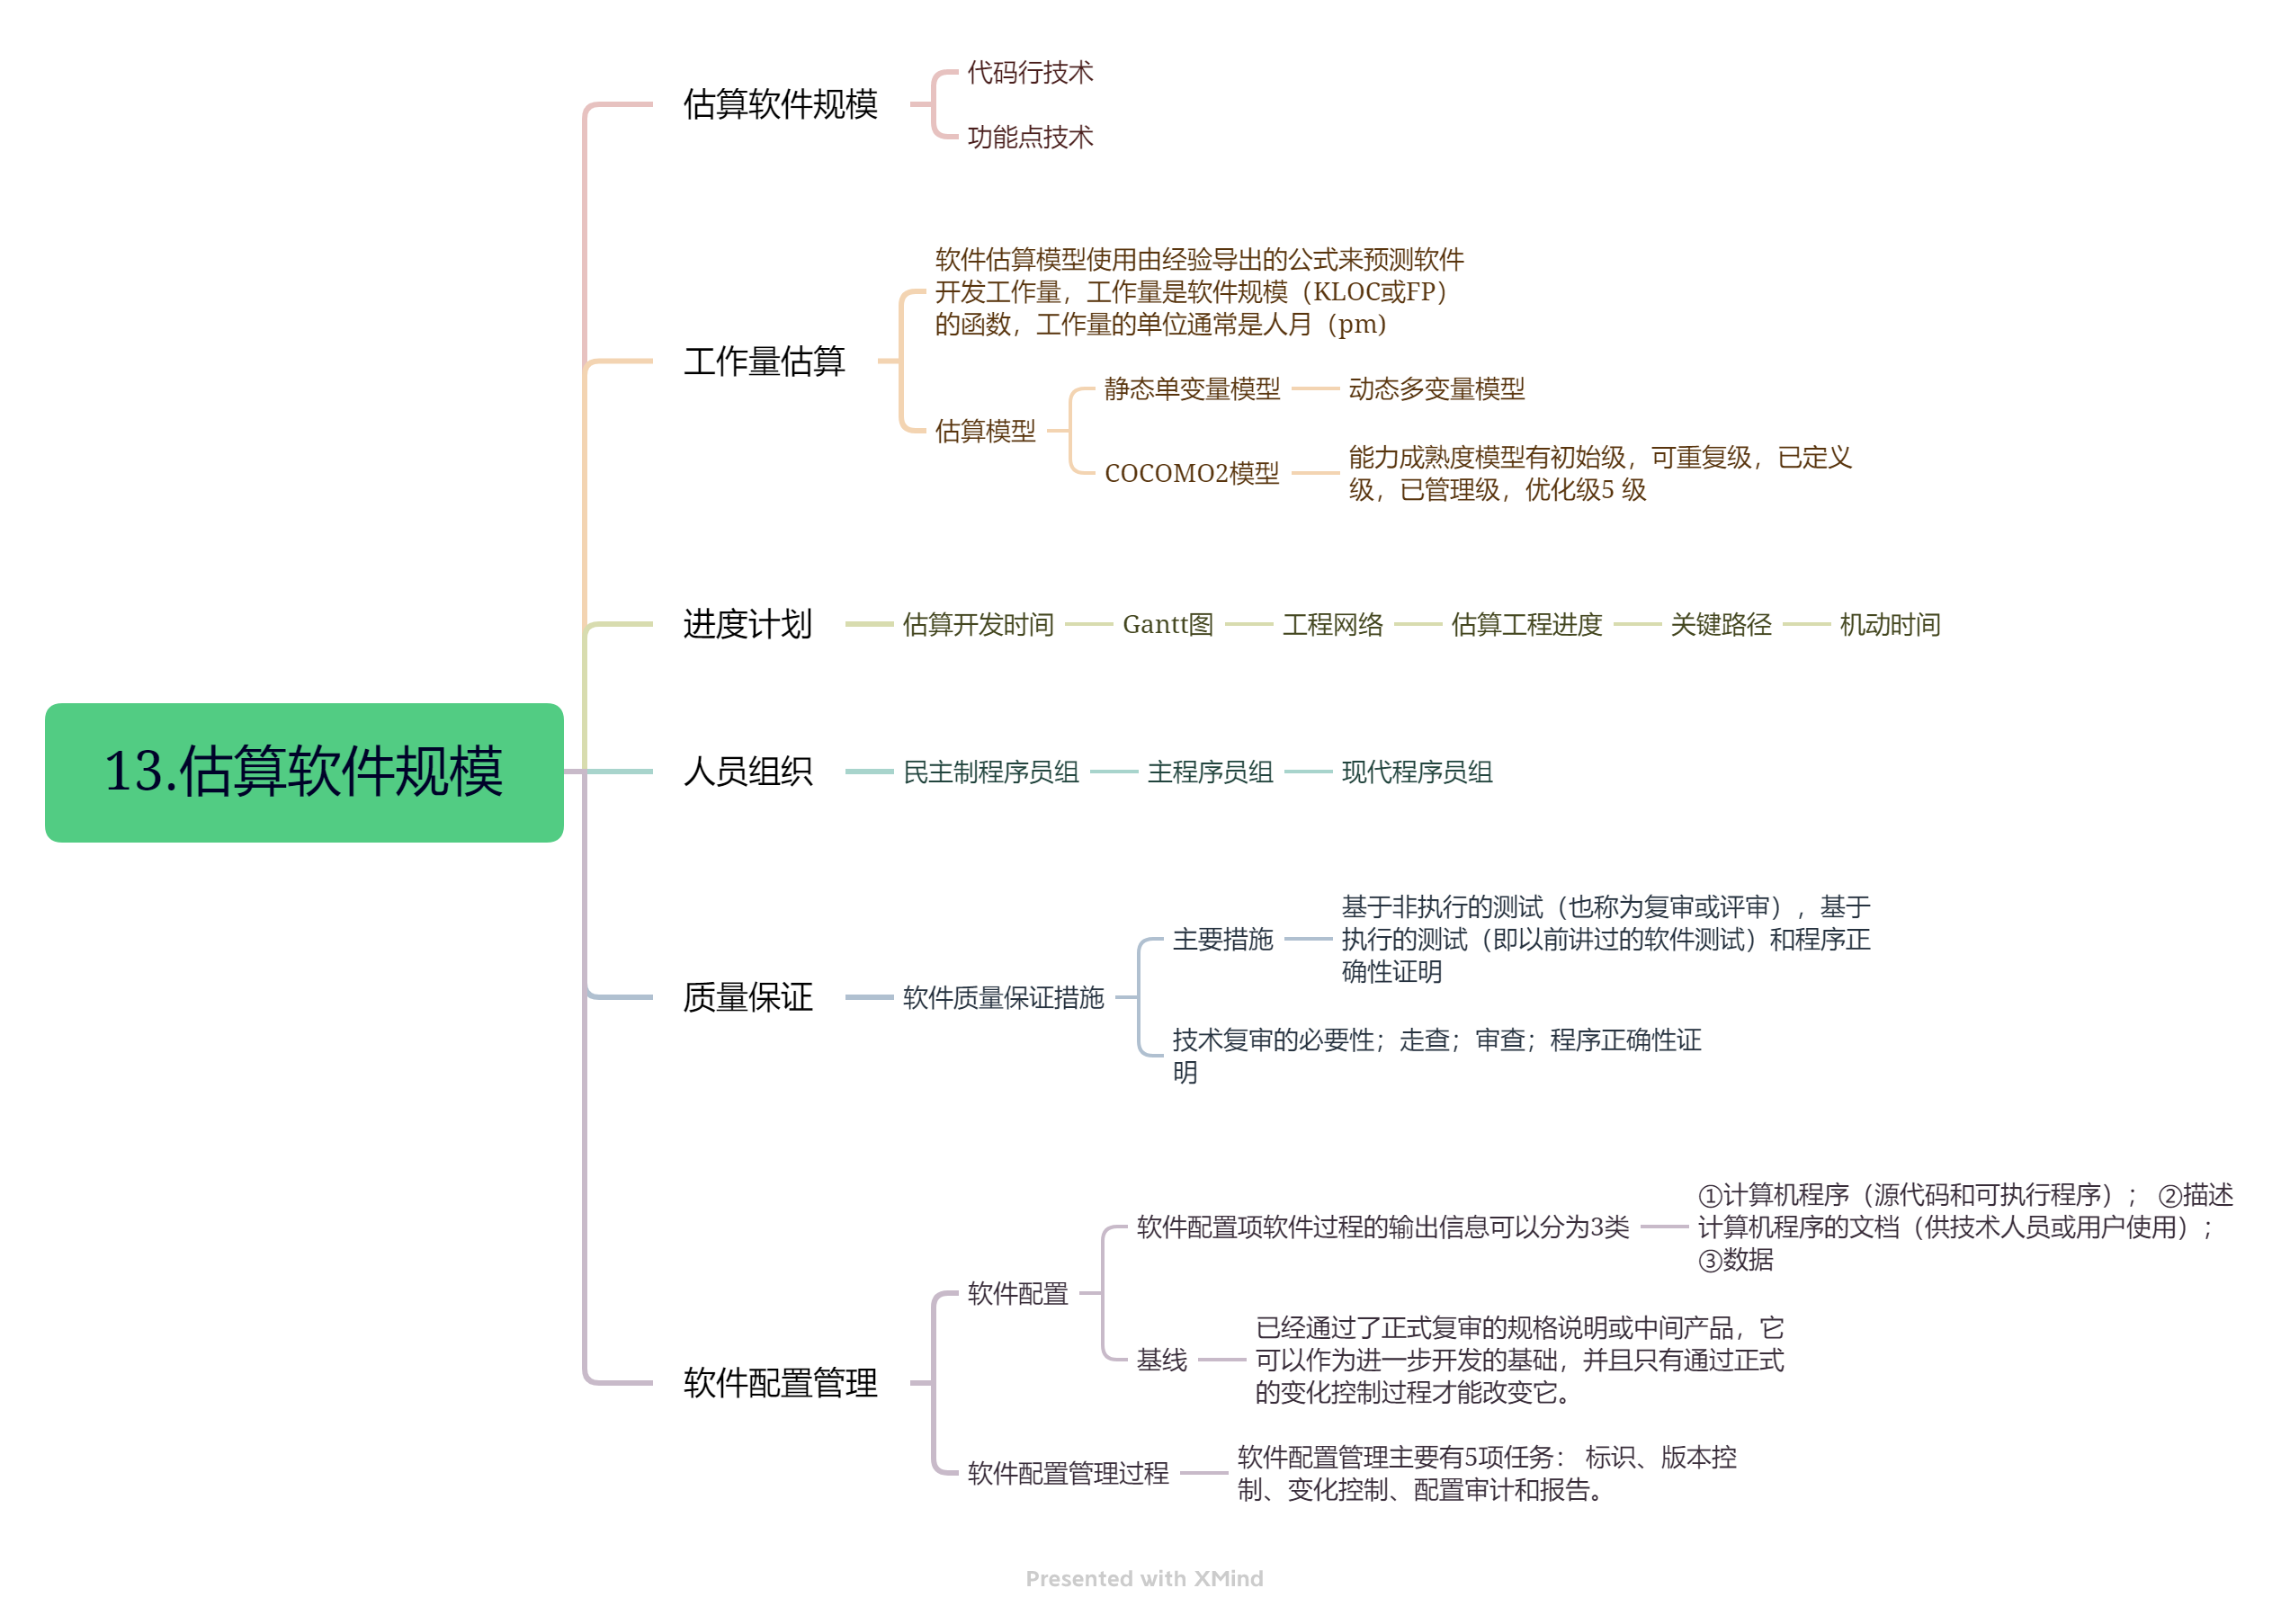 13.估算软件规模
估算软件规模
代码行技术
功能点技术
工作量估算
软件估算模型使用由经验导出的公式来预测软件
开发工作量，工作量是软件规模（KLOC或FP）
的函数，工作量的单位通常是人月（pm)
估算模型
静态单变量模型
动态多变量模型
COCOMO2模型
能力成熟度模型有初始级，可重复级，已定义
级，已管理级，优化级5 级
进度计划
估算开发时间
Gantt图
工程网络
估算工程进度
关键路径
机动时间
人员组织
民主制程序员组
主程序员组
现代程序员组
质量保证
软件质量保证措施
主要措施
基于非执行的测试（也称为复审或评审），基于
执行的测试（即以前讲过的软件测试）和程序正
确性证明
技术复审的必要性；走查；审查；程序正确性证
明
软件配置管理
软件配置
软件配置项软件过程的输出信息可以分为3类
①计算机程序（源代码和可执行程序）； ②描述
计算机程序的文档（供技术人员或用户使用）；
③数据
基线
已经通过了正式复审的规格说明或中间产品，它
可以作为进一步开发的基础，并且只有通过正式
的变化控制过程才能改变它。
软件配置管理过程
软件配置管理主要有5项任务： 标识、版本控
制、变化控制、配置审计和报告。
Presented with XMind